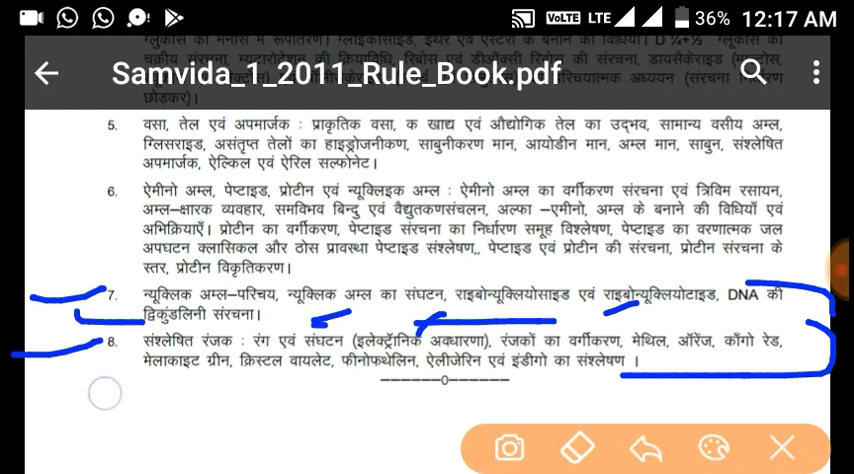 VoLTE LTE 36% 12:17 AM
Samvida_1_2011_Rule_Book.pdf
छोड़कर)।
5. वसा, तेल एवं अपमार्जक : प्राकृतिक वसा, क खाद्य एवं औद्योगिक तेल का उद्भव, सामान्य वसीय अम्ल,
ग्लिसराइड, असंतृप्त तेलों का हाइड्रोजनीकण, साबुनीकरण मान, आयोडीन मान, अम्ल मान, साबुन, संश्लेषित
अपमार्जक, ऐल्किल एवं ऐरिल सल्फोनेट।
6. ऐमीनो अम्ल, पेप्टाइड, प्रोटीन एवं न्यूक्लिइक अम्ल : ऐमीनो अम्ल का वर्गीकरण संरचना एवं त्रिविम रसायन,
अम्ल–क्षारक व्यवहार, समविभव बिन्दु एवं वैद्युतकणसंचलन, अल्फा –एमीनो, अम्ल के बनाने की विधियाँ एवं
अभिक्रियाएँ। प्रोटीन का वर्गीकरण, पेप्टाइड संरचना का निर्धारण समूह विश्लेषण, पेप्टाइड का वरणात्मक जल
अपघटन क्लासिकल और ठोस प्रावस्था पेप्टाइड संश्लेषण,, पेप्टाइड एवं प्रोटीन की संरचना, प्रोटीन संरचना के
स्तर, प्रोटीन विकृतिकरण।
7. न्यूक्लिक अम्ल–परिचय, न्यूक्लिक अम्ल का संघटन, राइबोन्यूक्लियोसाइड एवं राइबोन्यूक्लियोटाइड, DNA की
द्विकुंडलिनी संरचना।
8. संश्लेषित रंजक : रंग एवं संघटन (इलेक्ट्रॅानिक अवधारणा), रंजकों का वर्गीकरण, मेथिल, ऑरेंज, काँगो रेड,
मेलाकाइट ग्रीन, क्रिस्टल वायलेट, फीनोफथेलिन, ऐलीजेरिन एवं इंडीगो का संश्लेषण ।
––––––0––––––